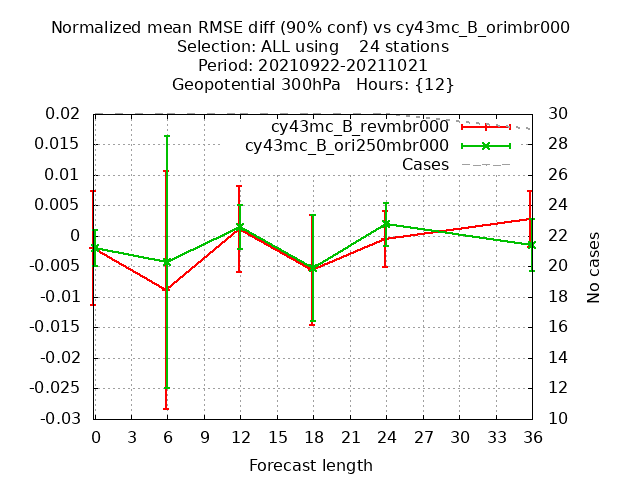 Normalized mean RMSE diff (90% conf) vs cy43mc_B_orimbr000
Selection: ALL using    24 stations
Period: 20210922-20211021
Geopotential 300hPa   Hours: {12}
cy43mc_B_revmbr000
cy43mc_B_ori250mbr000
Cases
0.02
0.015
0.01
0.005
0
-0.005
-0.01
-0.015
-0.02
-0.025
-0.03
30
28
26
24
22
20
18
16
14
12
10
No cases
0 3 6 9 12 15 18 21 24 27 30 33 36
Forecast length